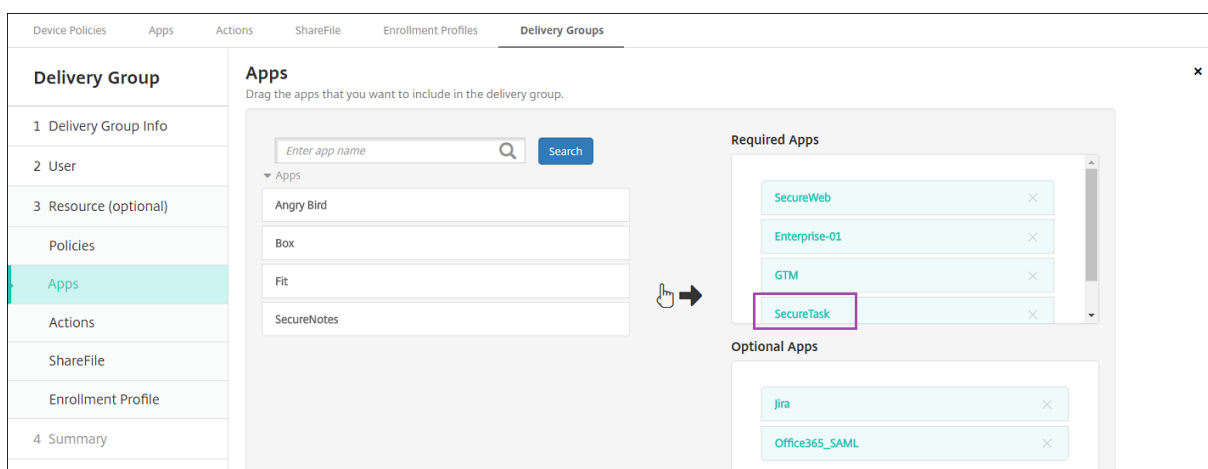 Device Policies Apps Actions ShareFile Enrollment Profiles Delivery Groups
Delivery Group
1 Delivery Group Info
2 User
3 Resource (optional)
Policies
Apps
Actions
ShareFile
Enrollment Profile
4 Summary
Apps
Drag the apps that you want to include in the delivery group.
Enter app name
Search
Apps
Angry Bird
Box
Fit
SecureNotes
Required Apps
SecureWeb
Enterprise-01
GTM
SecureTask
Optional Apps
Jira
Office365_SAML